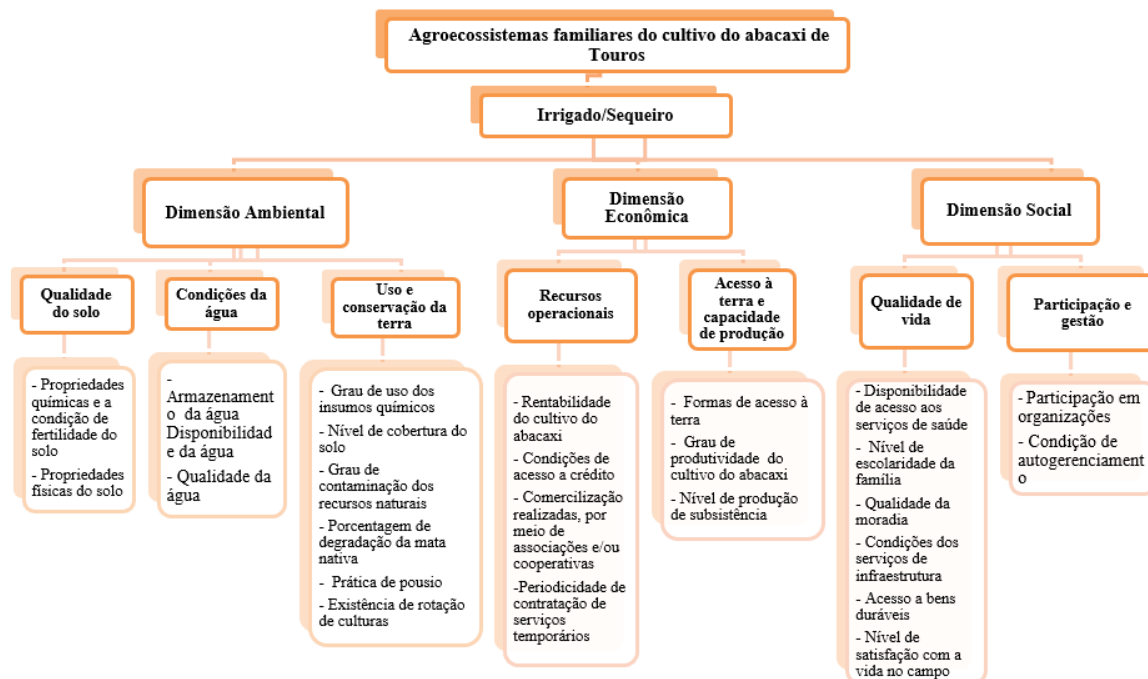 Agroecossistemas familiares do cultivo do abacaxi de
Touros
Irrigado/Sequeiro
Dimensão Ambiental
Dimensão
Econômica
Dimensão Social
Qualidade
do solo
Condições da
água
Uso e
conservação da
terra
Recursos
operacionais
Acesso à
terra e
capacidade
de produção
Qualidade de
vida
Participação e
gestão
- Propriedades
químicas e a
condição de
fertilidade do
solo
- Propriedades
físicas do solo
-
Armazenament
o da água
Disponibilidad
e da água
- Qualidade da
água
- Grau de uso dos
insumos químicos
- Nível de
cobertura do
solo
- Grau de
contaminação dos
recursos naturais
- Porcentagem de
degradação da mata
nativa
- Prática de pousio
- Existência de rotação
de culturas
- Rentabilidade
do cultivo do
abacaxi
- Condições de
acesso a crédito
- Comercilização
realizadas, por
meio de
associações e/ou
cooperativas
-Periodicidade de
contratação de
serviços
temporários
- Formas de acesso à
terra
- Grau de
produtividade do
cultivo do abacaxi
- Nível de produção
de subsistência
- Disponibilidade
de acesso aos
serviços de saúde
- Nível de
escolaridade da
família
- Qualidade da
moradia
- Condições dos
serviços de
infraestrutura
- Acesso a bens
duráveis
- Nível de
satisfação com a
vida no campo
- Participação em
organizações
- Condição de
autogerenciament
o